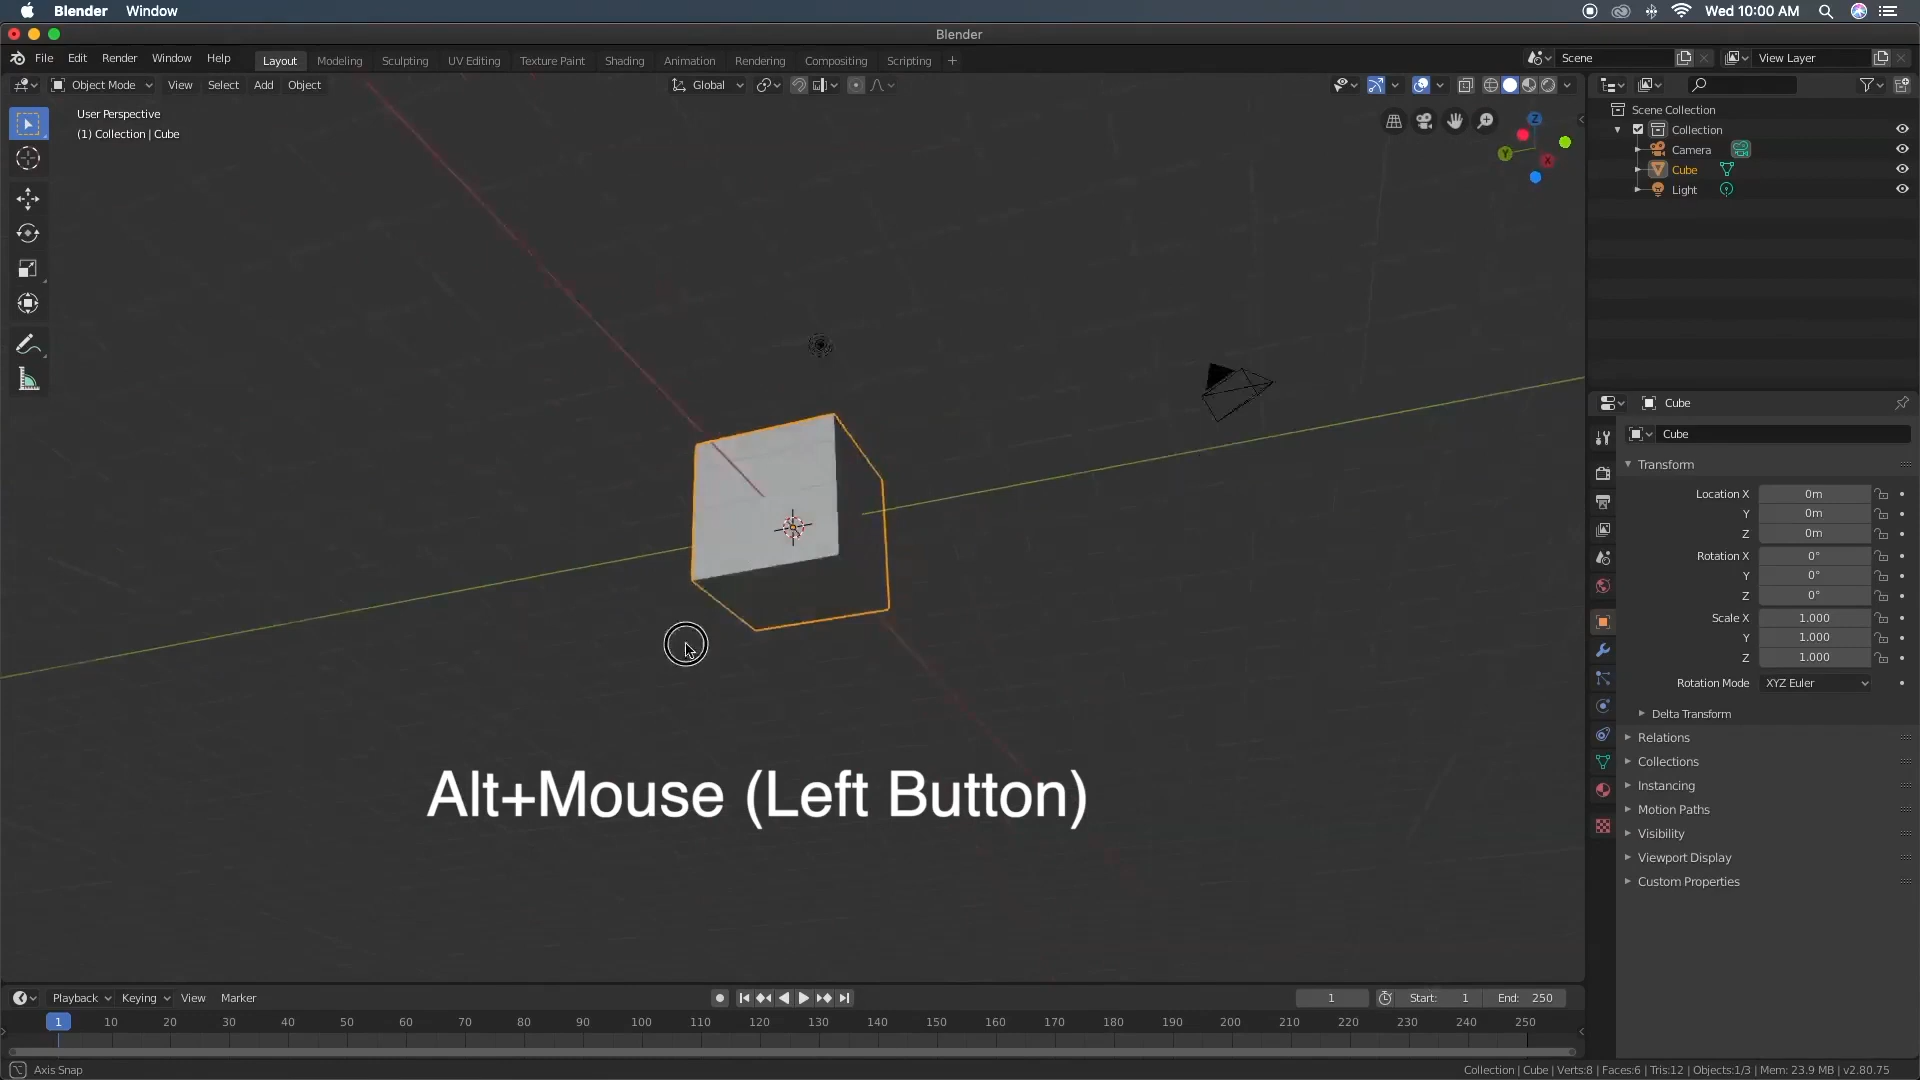 Blender Window Wed 10:00 AM
Blender
File Edit Render Window Help Layout Modeling Sculpting UV Editing Texture Paint Shading Animation Rendering Compositing Scripting + Scene View Layer
Object Mode View Select Add Object Global
User Perspective
(1) Collection | Cube
Z
Y
X
Scene Collection
Collection
Camera
Cube
Light
Cube
Cube
Transform
Location X 0m
Y 0m
Z 0m
Rotation X 0°
Y 0°
Z 0°
Scale X 1.000
Y 1.000
Z 1.000
Rotation Mode XYZ Euler
Delta Transform
Relations
Collections
Instancing
Motion Paths
Visibility
Viewport Display
Custom Properties
Alt+Mouse (Left Button)
Playback Keying View Marker 1 Start: 1 End: 250
1 10 20 30 40 50 60 70 80 90 100 110 120 130 140 150 160 170 180 190 200 210 220 230 240 250
Axis Snap Collection | Cube | Verts:8 | Faces:6 | Tris:12 | Objects:1/3 | Mem: 23.9 MB | v2.80.75